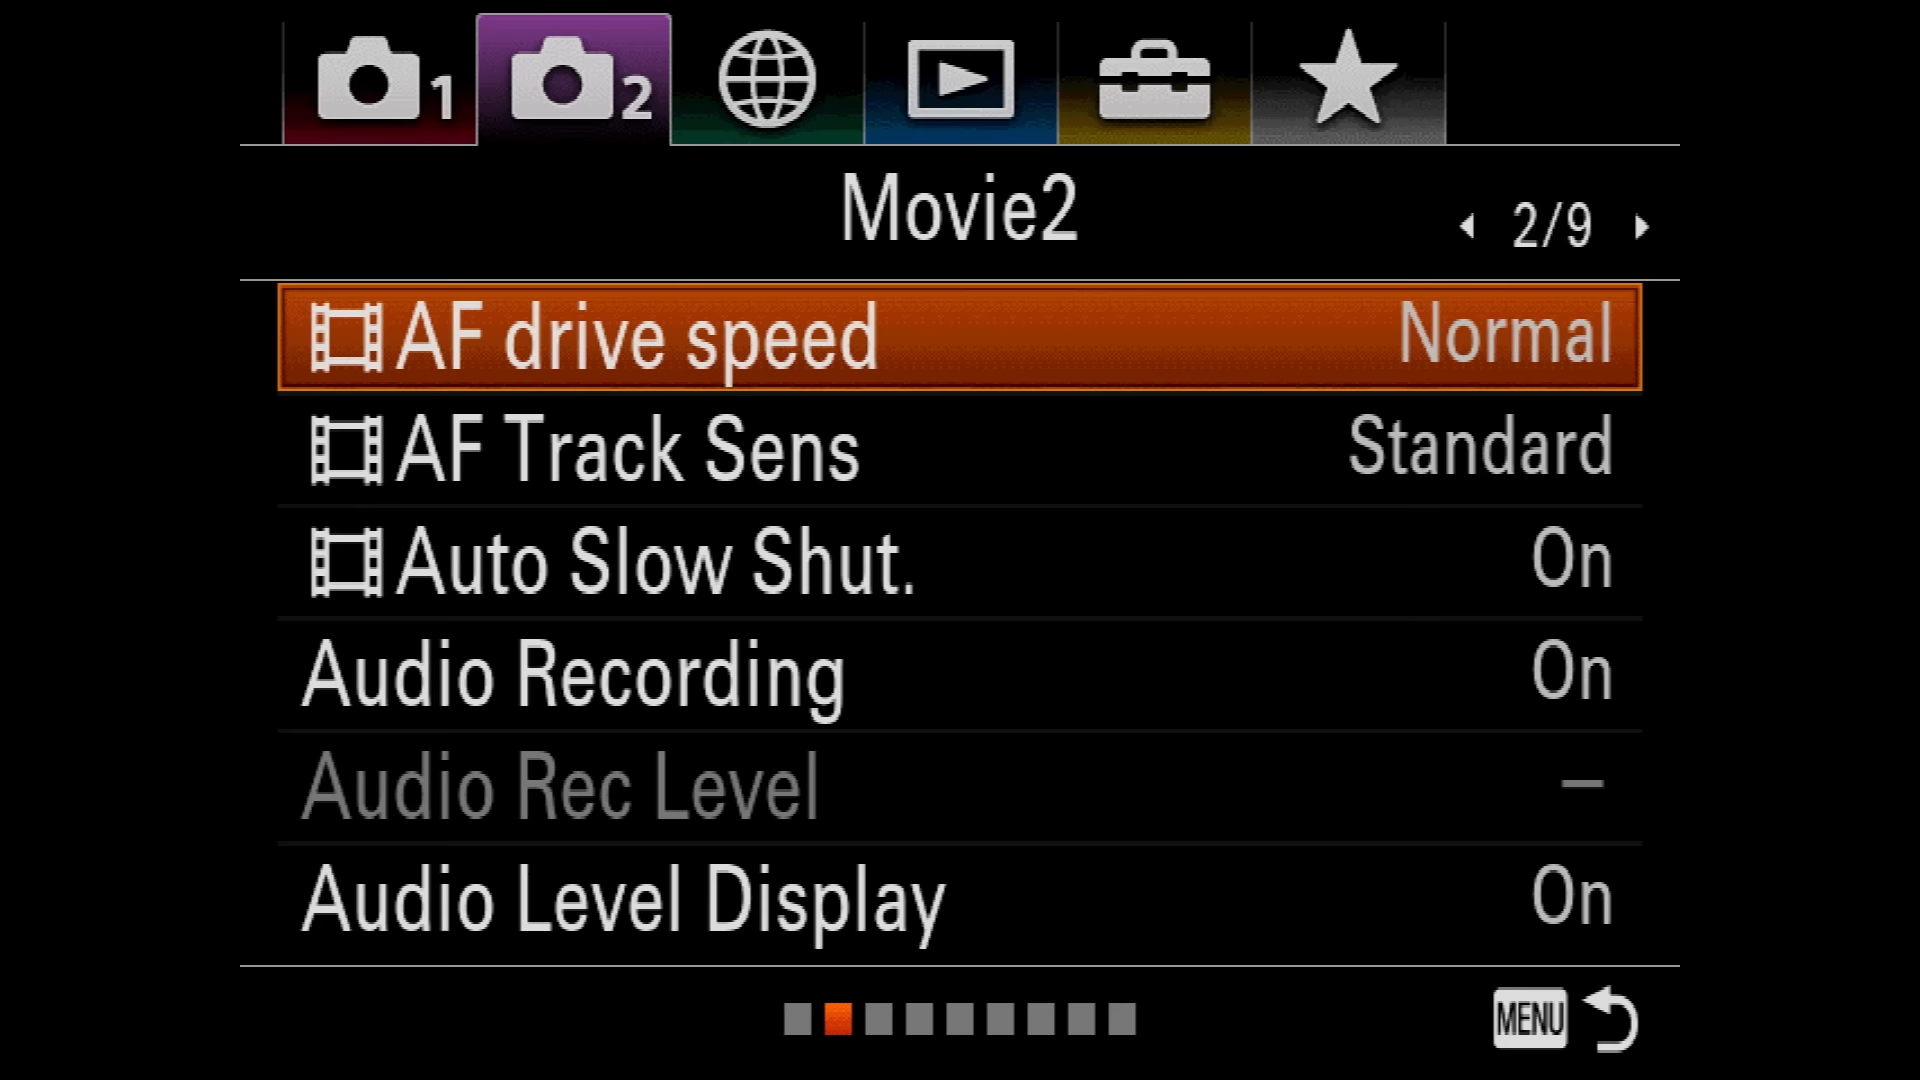 1
2
Movie2
2/9
AF drive speed Normal
AF Track Sens Standard
Auto Slow Shut. On
Audio Recording On
Audio Rec Level –
Audio Level Display On
MENU